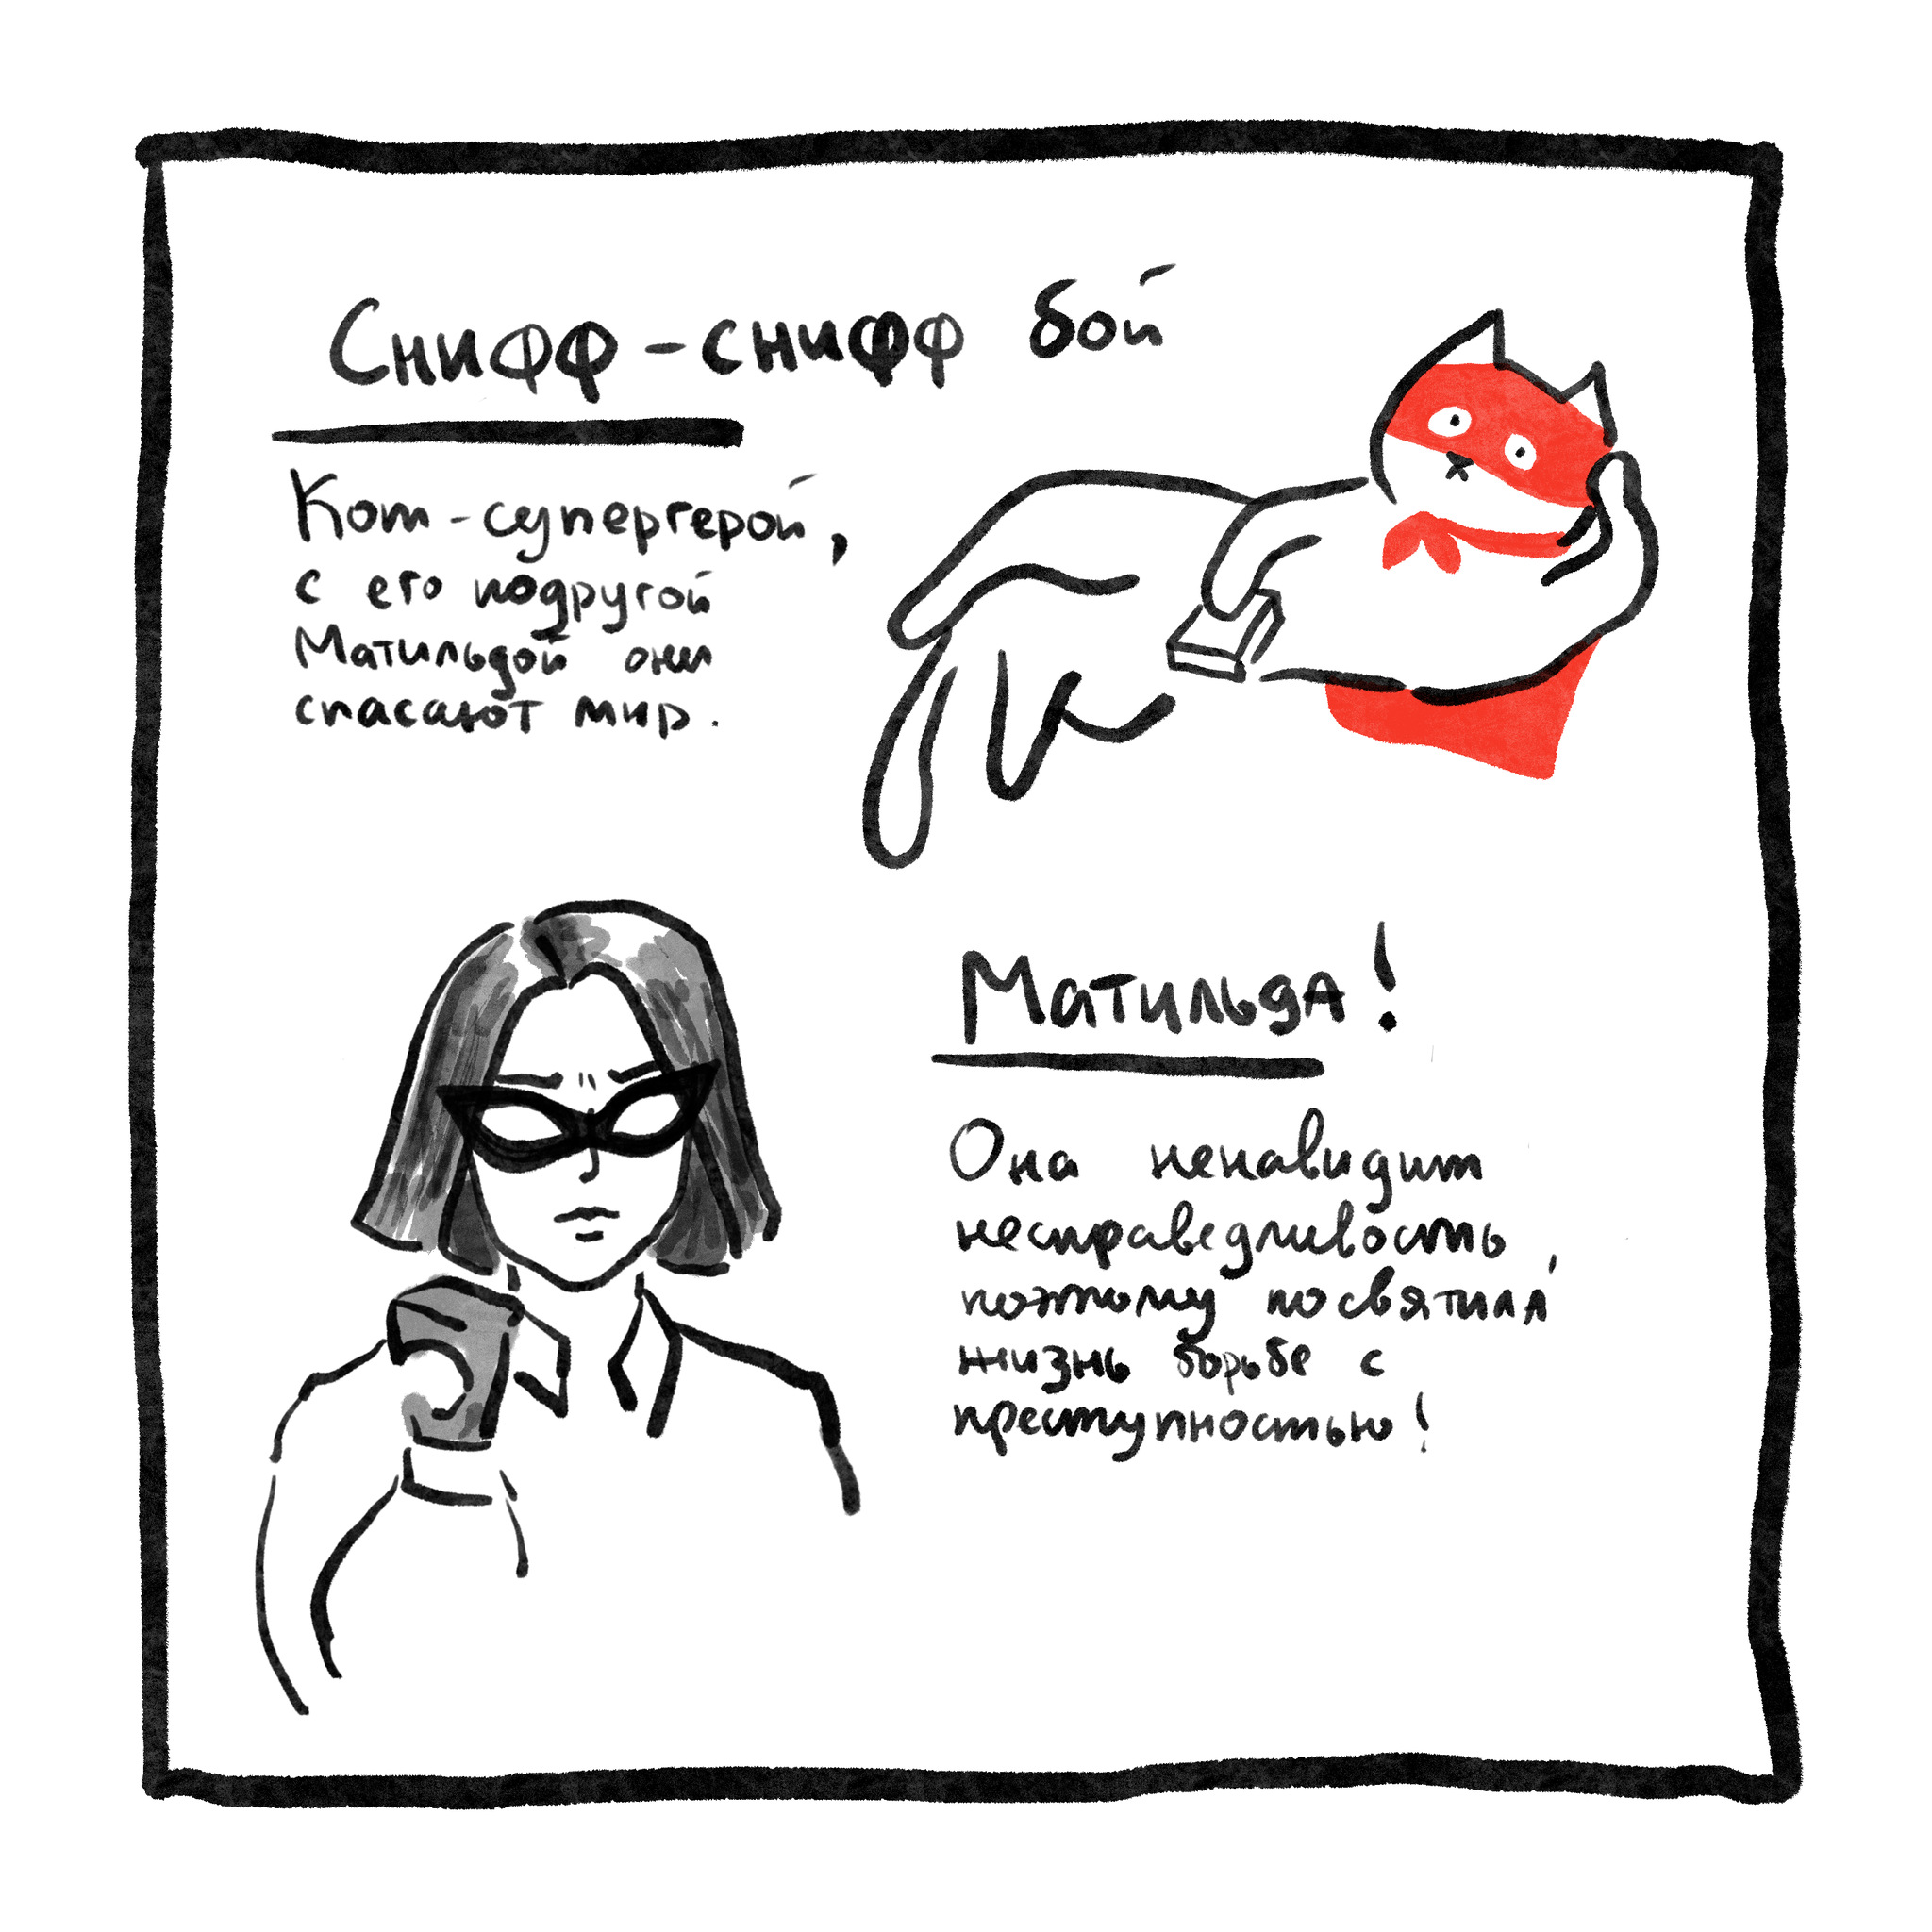 Снифф-снифф бой
Кот-супергерой,
с его подругой
Матильдой они
спасают мир.
Матильда!
Она ненавидит
несправедливость,
поэтому посвятила
жизнь борьбе с
преступностью!